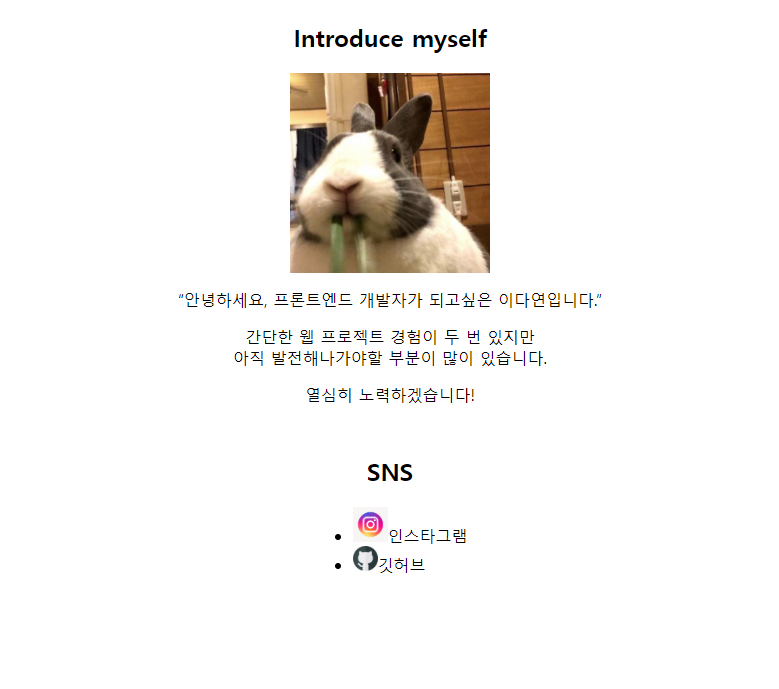 Introduce myself
“안녕하세요, 프론트엔드 개발자가 되고싶은 이다연입니다.”
간단한 웹 프로젝트 경험이 두 번 있지만
아직 발전해나가야할 부분이 많이 있습니다.
열심히 노력하겠습니다!
SNS
인스타그램
깃허브